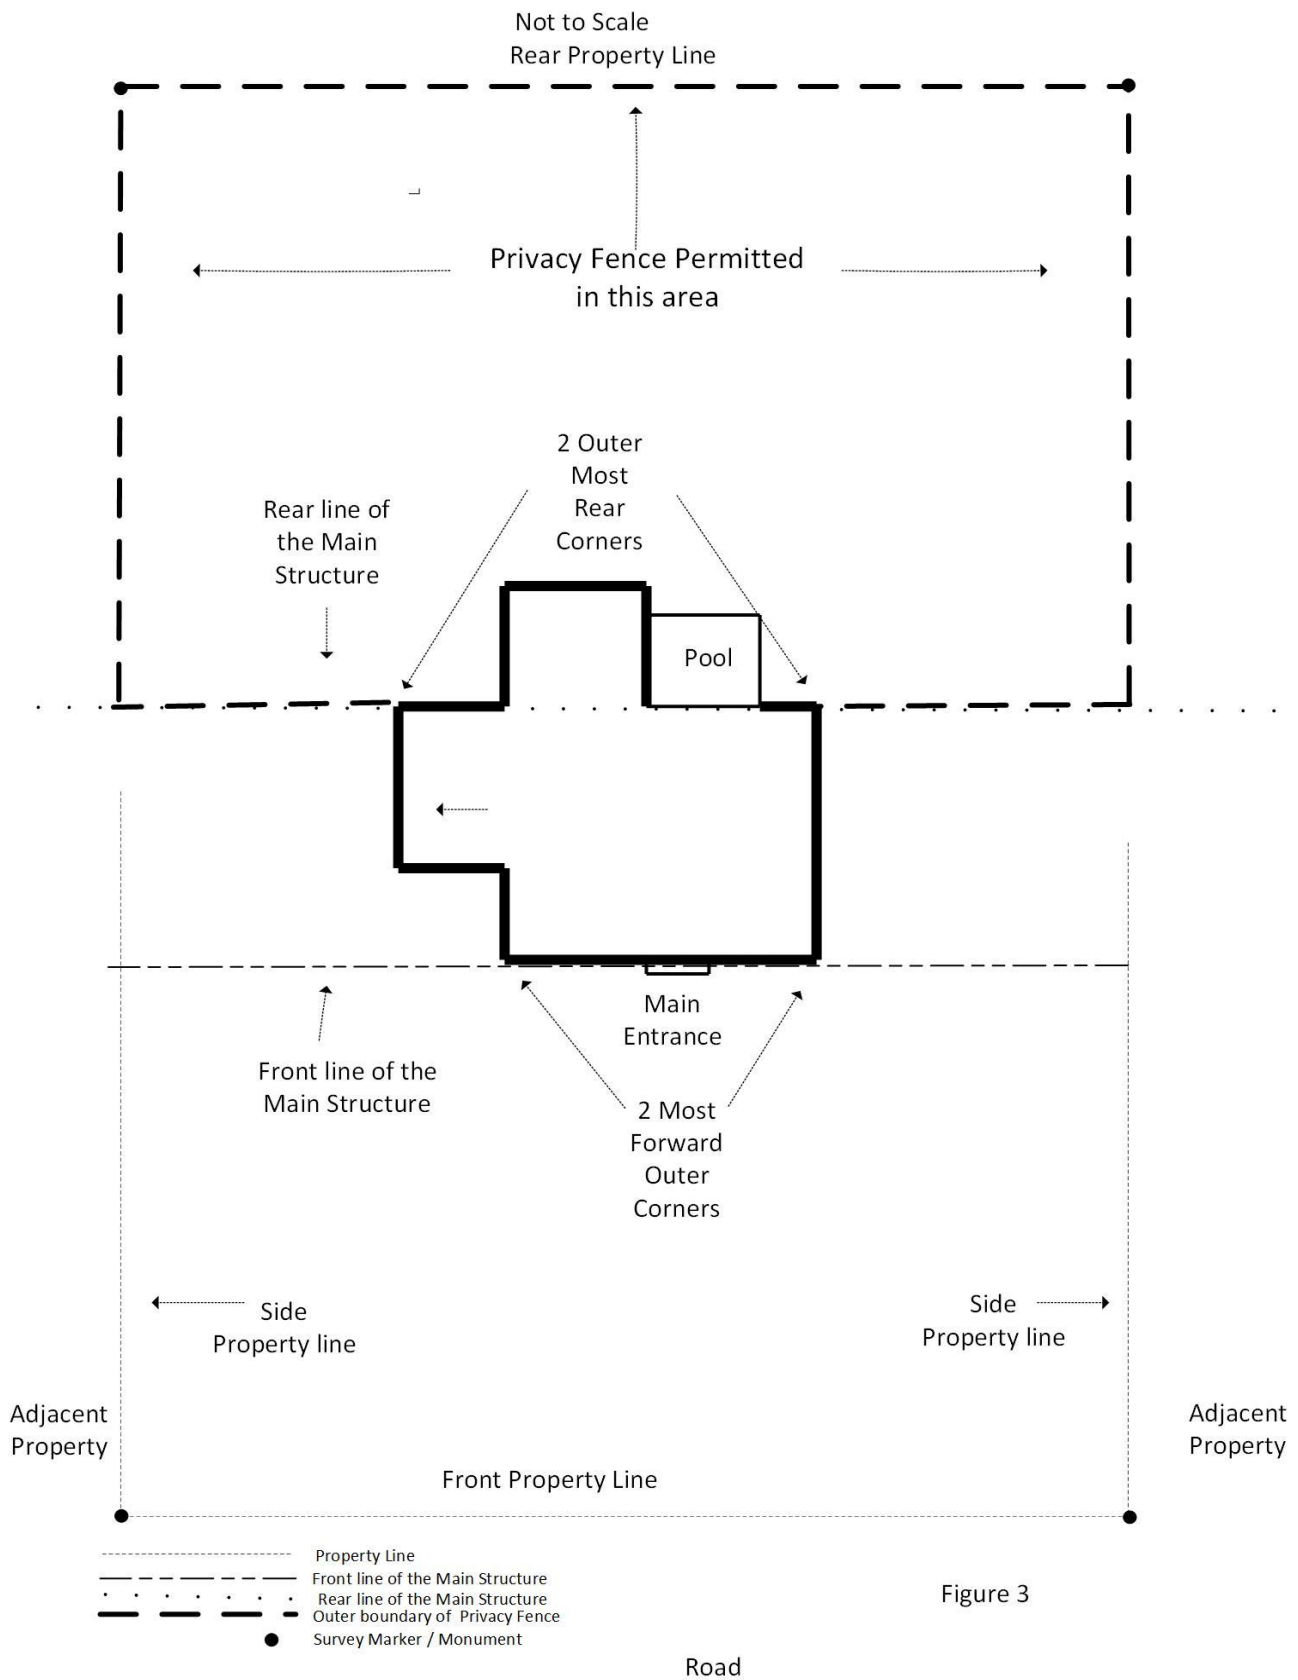 Not to Scale
Rear Property Line
Privacy Fence Permitted
in this area
2 Outer
Most
Rear
Corners
Rear line of
the Main
Structure
Pool
Main
Entrance
Front line of the
Main Structure
2 Most
Forward
Outer
Corners
Side
Property line
Side
Property line
Adjacent
Property
Adjacent
Property
Front Property Line
Property Line
Front line of the Main Structure
Rear line of the Main Structure
Outer boundary of Privacy Fence
Survey Marker / Monument
Figure 3
Road